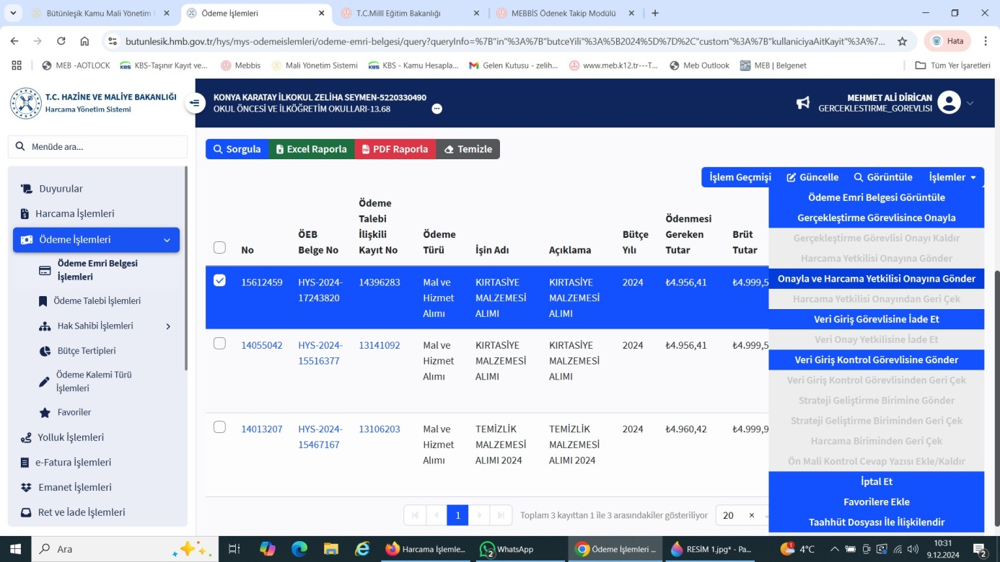 Bütünleşik Kamu Mali Yönetim
Ödeme İşlemleri
T.C.Millî Eğitim Bakanlığı
MEBBİS Ödenek Takip Modülü
butunlesik.hmb.gov.tr/hys/mys-odemeislemleri/odeme-emri-belgesi/query?queryInfo=%7B"in"%3A%7B"butceYili"%3A%5B2024%5D%7D%2C"custom"%3A%7B"kullaniciyaAitKayit"%3A%7...
Hata
MEB -AOTLOCK
KBS-Taşınır Kayıt ve...
Mebbis
Mali Yönetim Sistemi
KBS - Kamu Hesapla...
Gelen Kutusu - zelih...
www.meb.k12.tr---T...
Meb Outlook
MEB | Belgenet
Tüm Yer İşaretleri
T.C. HAZİNE VE MALİYE BAKANLIĞI
Harcama Yönetim Sistemi
KONYA KARATAY İLKOKUL ZELİHA SEYMEN-5220330490
OKUL ÖNCESİ VE İLKÖĞRETİM OKULLARI-13.68
MEHMET ALİ DİRİCAN
GERCEKLESTIRME_GOREVLISI
Menüde ara...
Duyurular
Harcama İşlemleri
Ödeme İşlemleri
Ödeme Emri Belgesi
İşlemleri
Ödeme Talebi İşlemleri
Hak Sahibi İşlemleri
Bütçe Tertipleri
Ödeme Kalemi Türü
İşlemleri
Favoriler
Yolluk İşlemleri
e-Fatura İşlemleri
Emanet İşlemleri
Ret ve İade İşlemleri
Sorgula
Excel Raporla
PDF Raporla
Temizle
İşlem Geçmişi
Güncelle
Görüntüle
İşlemler
No
ÖEB
Belge No
Ödeme
Talebi
İlişkili
Kayıt No
Ödeme
Türü
İşin Adı
Açıklama
Bütçe
Yılı
Ödenmesi
Gereken
Tutar
Brüt
Tutar
15612459
HYS-2024-
17243820
14396283
Mal ve
Hizmet
Alımı
KIRTASİYE
MALZEMESİ
ALIMI
KIRTASİYE
MALZEMESİ
ALIMI
2024
₺4.956,41
₺4.999,5
14055042
HYS-2024-
15516377
13141092
Mal ve
Hizmet
Alımı
KIRTASİYE
MALZEMESİ
ALIMI
KIRTASİYE
MALZEMESİ
ALIMI
2024
₺4.956,41
₺4.999,5
14013207
HYS-2024-
15467167
13106203
Mal ve
Hizmet
Alımı
TEMİZLİK
MALZEMESİ
ALIMI 2024
TEMİZLİK
MALZEMESİ
ALIMI 2024
2024
₺4.960,42
₺4.999,9
Ödeme Emri Belgesi Görüntüle
Gerçekleştirme Görevlisince Onayla
Gerçekleştirme Görevlisi Onayı Kaldır
Harcama Yetkilisi Onayına Gönder
Onayla ve Harcama Yetkilisi Onayına Gönder
Harcama Yetkilisi Onayından Geri Çek
Veri Giriş Görevlisine İade Et
Veri Onay Yetkilisine İade Et
Veri Giriş Kontrol Görevlisine Gönder
Veri Giriş Kontrol Görevlisinden Geri Çek
Strateji Geliştirme Birimine Gönder
Strateji Geliştirme Biriminden Geri Çek
Harcama Biriminden Geri Çek
Ön Mali Kontrol Cevap Yazısı Ekle/Kaldır
İptal Et
Favorilere Ekle
Taahhüt Dosyası İle İlişkilendir
1
Toplam 3 kayıttan 1 ile 3 arasındakiler gösteriliyor
20
Ara
Harcama İşlemle...
2
WhatsApp
Ödeme İşlemleri ...
RESİM 1.jpg* - Pa...
4°C
10:31
9.12.2024
2